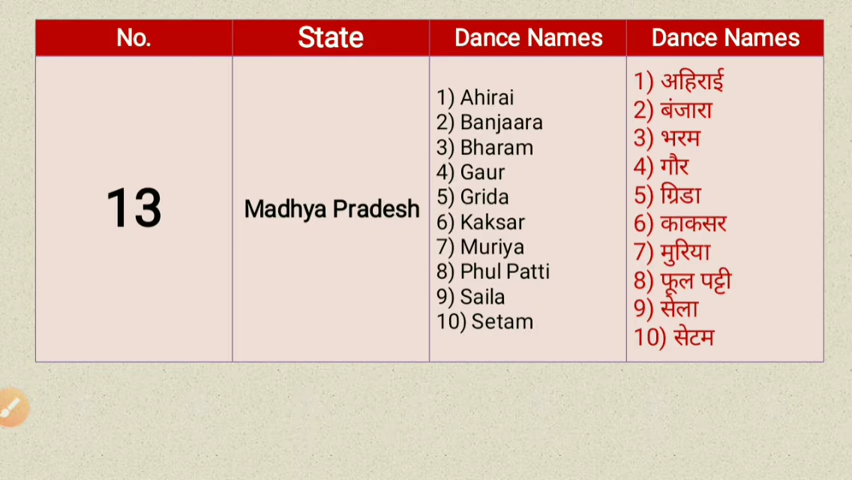 No. State Dance Names Dance Names
13
Madhya Pradesh
1) Ahirai
2) Banjaara
3) Bharam
4) Gaur
5) Grida
6) Kaksar
7) Muriya
8) Phul Patti
9) Saila
10) Setam
1) अहिराई
2) बंजारा
3) भरम
4) गौर
5) ग्रिडा
6) काकसर
7) मुरिया
8) फूल पट्टी
9) सेला
10) सेटम